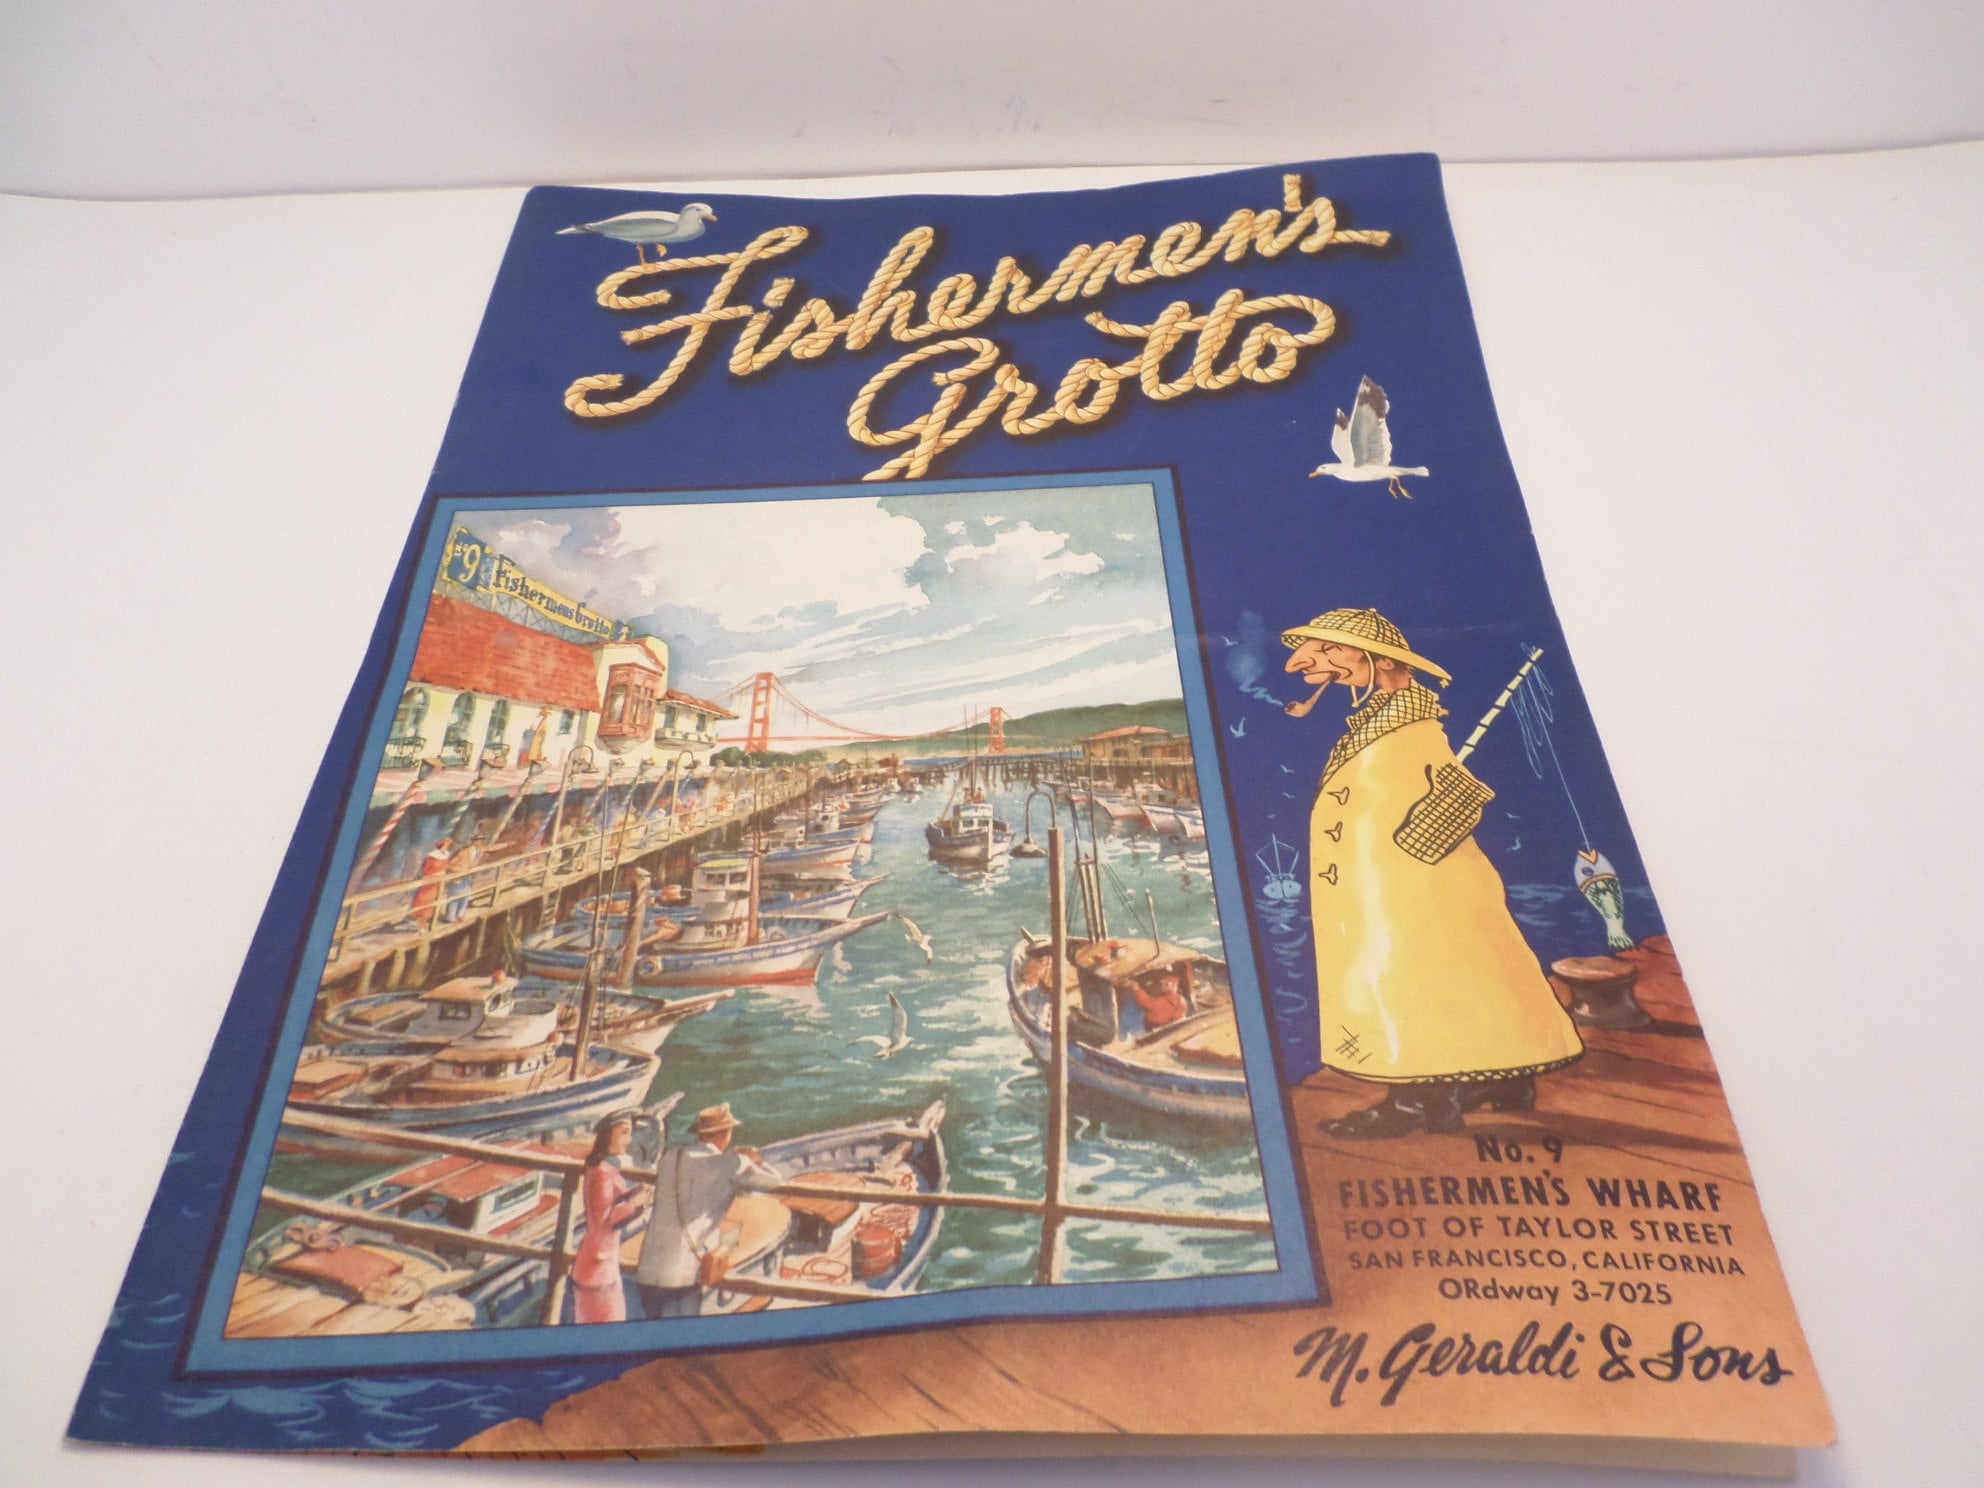 Fishermen's
Grotto
No 9 Fishermens Grotto
No. 9
FISHERMEN'S WHARF
FOOT OF TAYLOR STREET
SAN FRANCISCO, CALIFORNIA
ORdway 3-7025
M. Geraldi & Sons